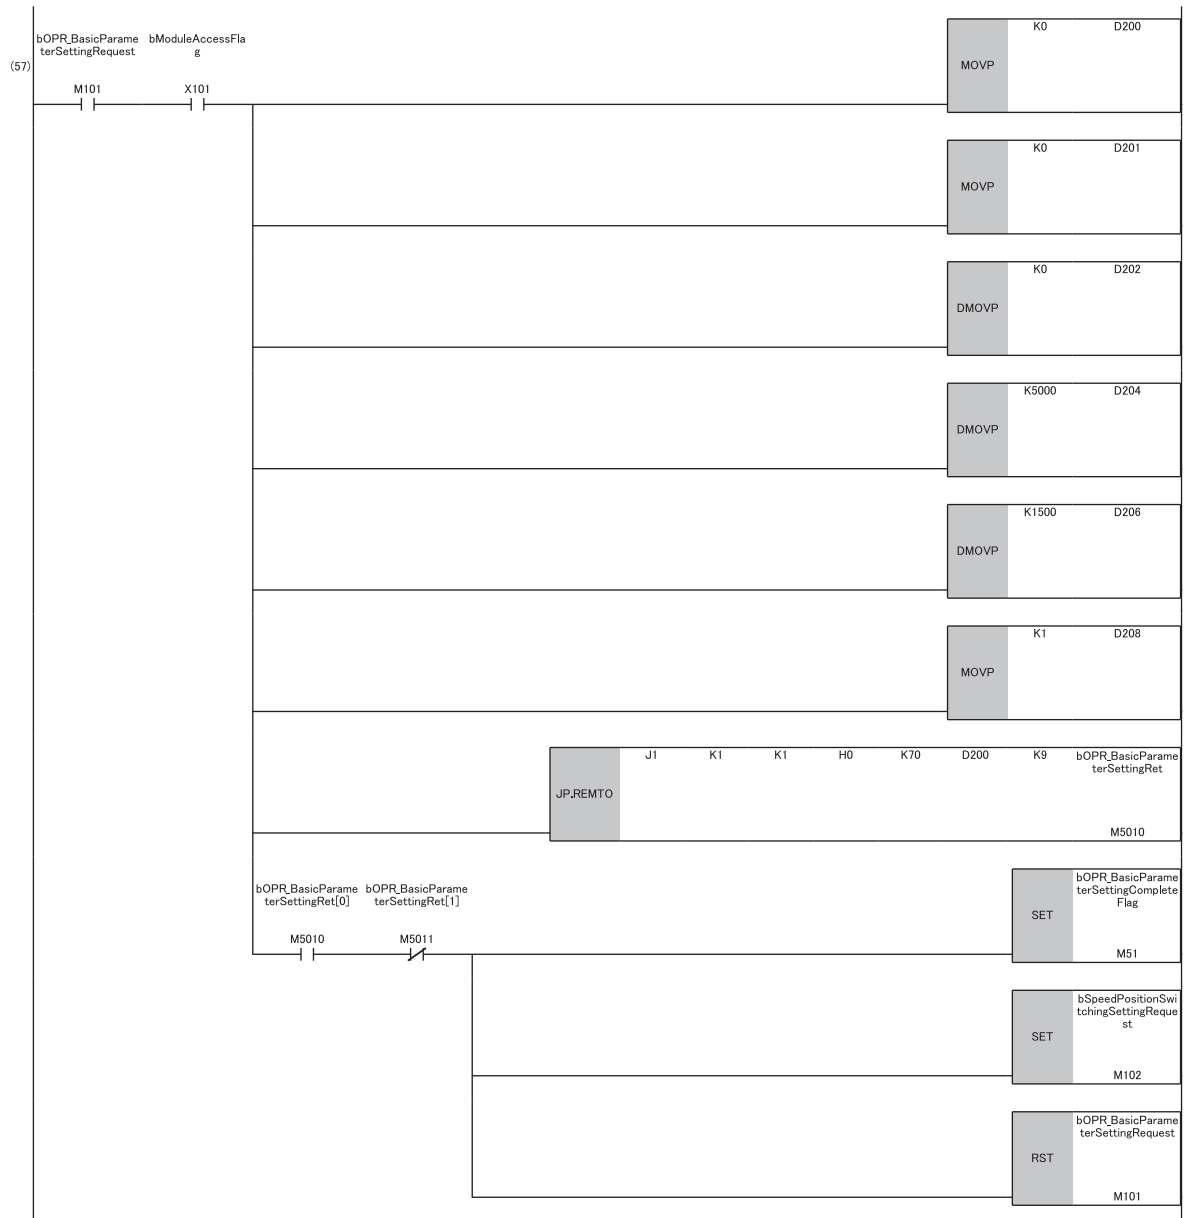 (57)
bOPR_BasicParame
terSettingRequest
bModuleAccessFla
g
M101
X101
MOVP
K0
D200
MOVP
K0
D201
DMOVP
K0
D202
DMOVP
K5000
D204
DMOVP
K1500
D206
MOVP
K1
D208
JP.REMTO
J1
K1
K1
H0
K70
D200
K9
bOPR_BasicParame
terSettingRet
M5010
bOPR_BasicParame
terSettingRet[0]
bOPR_BasicParame
terSettingRet[1]
M5010
M5011
SET
bOPR_BasicParame
terSettingComplete
Flag
M51
SET
bSpeedPositionSwi
tchingSettingReque
st
M102
RST
bOPR_BasicParame
terSettingRequest
M101